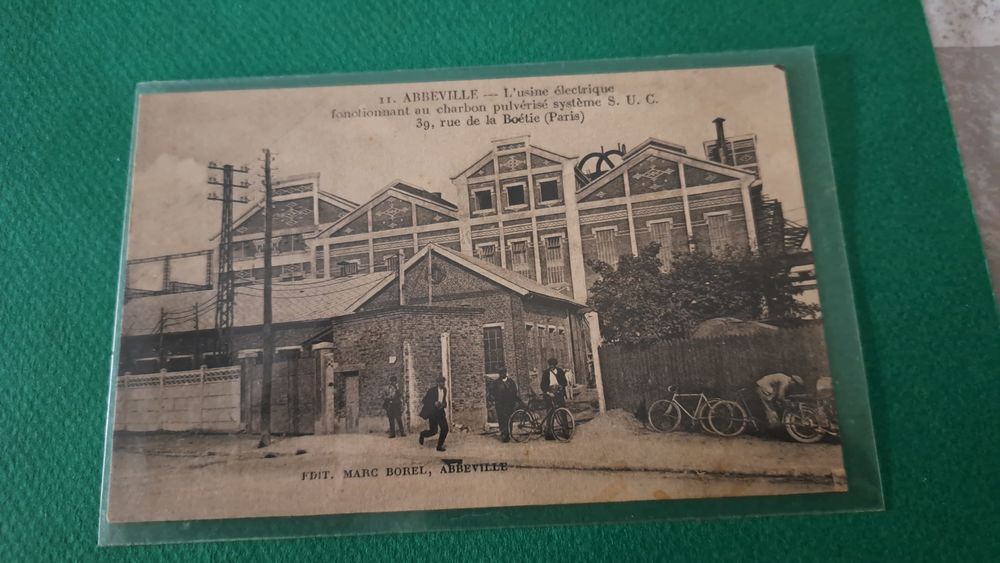 11. ABBEVILLE — L'usine électrique
fonctionnant au charbon pulvérisé système S. U. C.
39, rue de la Boétie (Paris)
EDIT. MARC BOREL, ABBEVILLE